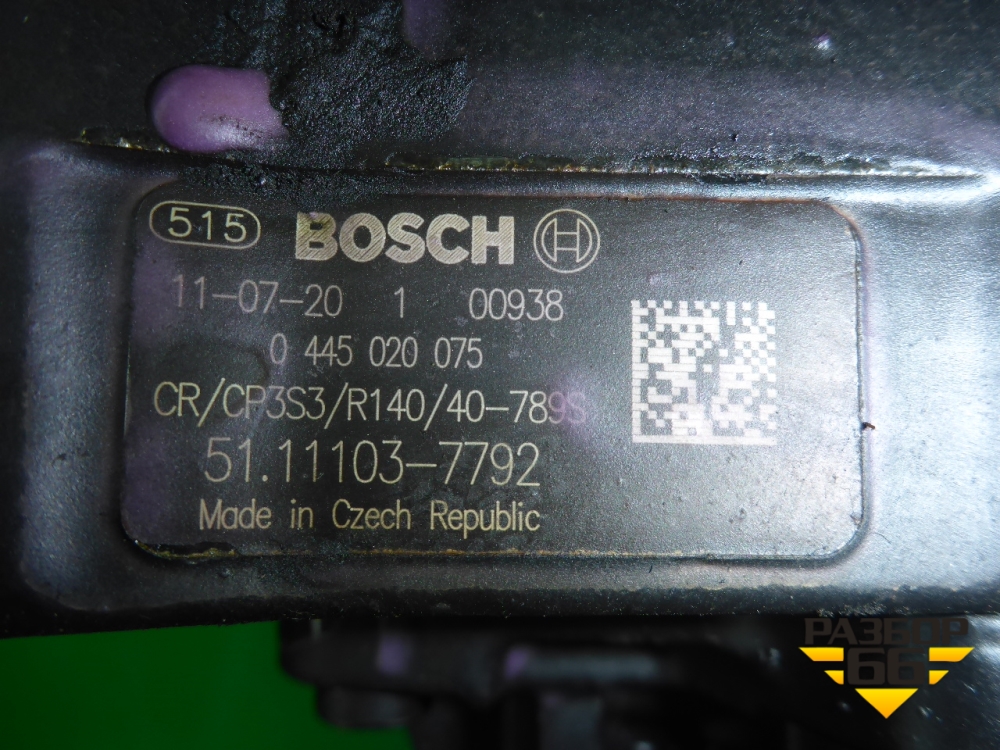 515 BOSCH
11-07-20 1 00938
0 445 020 075
CR/CP3S3/R140/40-789S
51.11103-7792
Made in Czech Republic
РАЗБОР
66